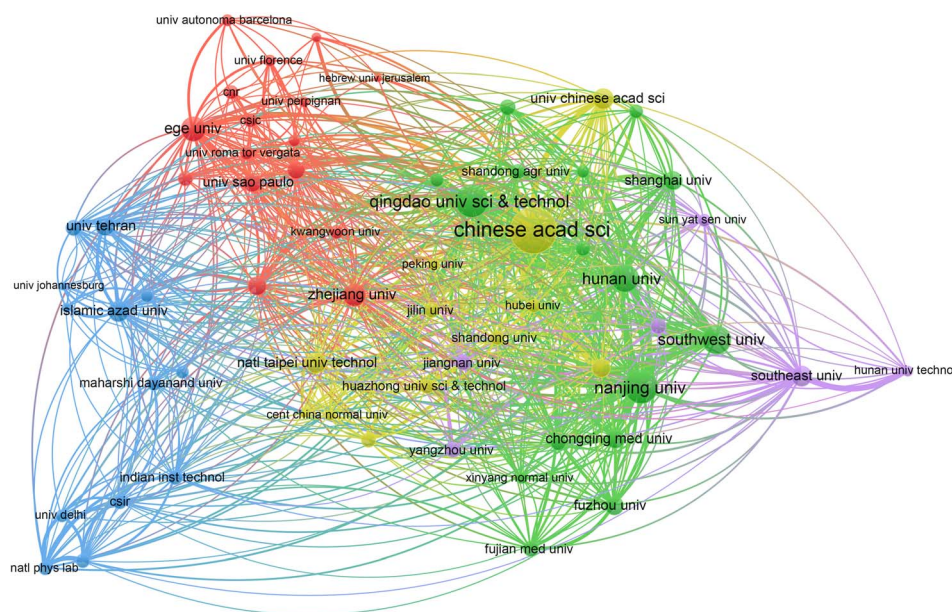 univ autonoma barcelona
univ florence
hebrew univ jerusalem
cnr
univ perpignan
univ chinese acad sci
csic
ege univ
univ roma tor vergata
shandong agr univ
univ sao paulo
shanghai univ
qingdao univ sci & technol
sun yat sen univ
univ tehran
kwangwoon univ
chinese acad sci
peking univ
hunan univ
univ johannesburg
zhejiang univ
islamic azad univ
jilin univ
hubei univ
shandong univ
southwest univ
natl taipei univ technol
jiangnan univ
hunan univ techno
southeast univ
maharshi dayanand univ
huazhong univ sci & technol
nanjing univ
cent china normal univ
chongqing med univ
yangzhou univ
indian inst technol
xinyang normal univ
csir
fuzhou univ
univ delhi
fujian med univ
natl phys lab